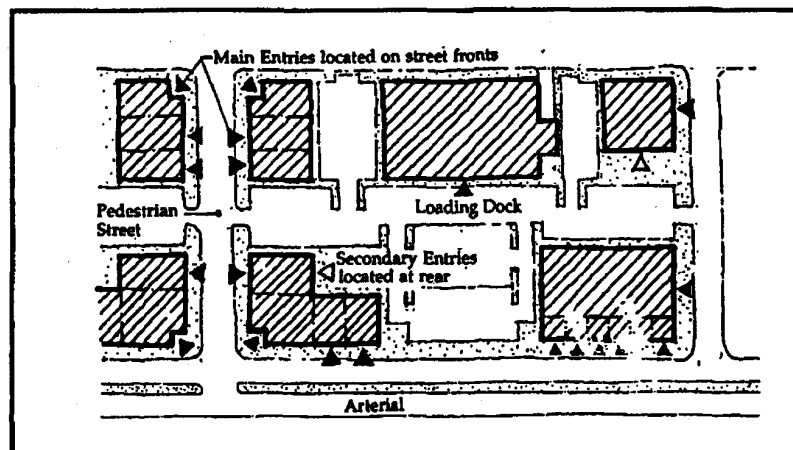 Main Entries located on street fronts
Pedestrian
Street
Loading Dock
Secondary Entries
located at rear
Arterial